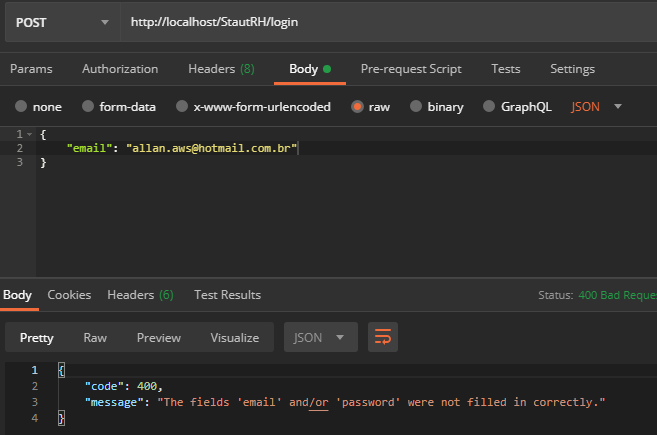 POST http://localhost/StautRH/login
Params Authorization Headers (8) Body Pre-request Script Tests Settings
none form-data x-www-form-urlencoded raw binary GraphQL JSON
1 {
2 "email": "allan.aws@hotmail.com.br"
3 }
Body Cookies Headers (6) Test Results Status: 400 Bad Reque
Pretty Raw Preview Visualize JSON
1 {
2 "code": 400,
3 "message": "The fields 'email' and/or 'password' were not filled in correctly."
4 }